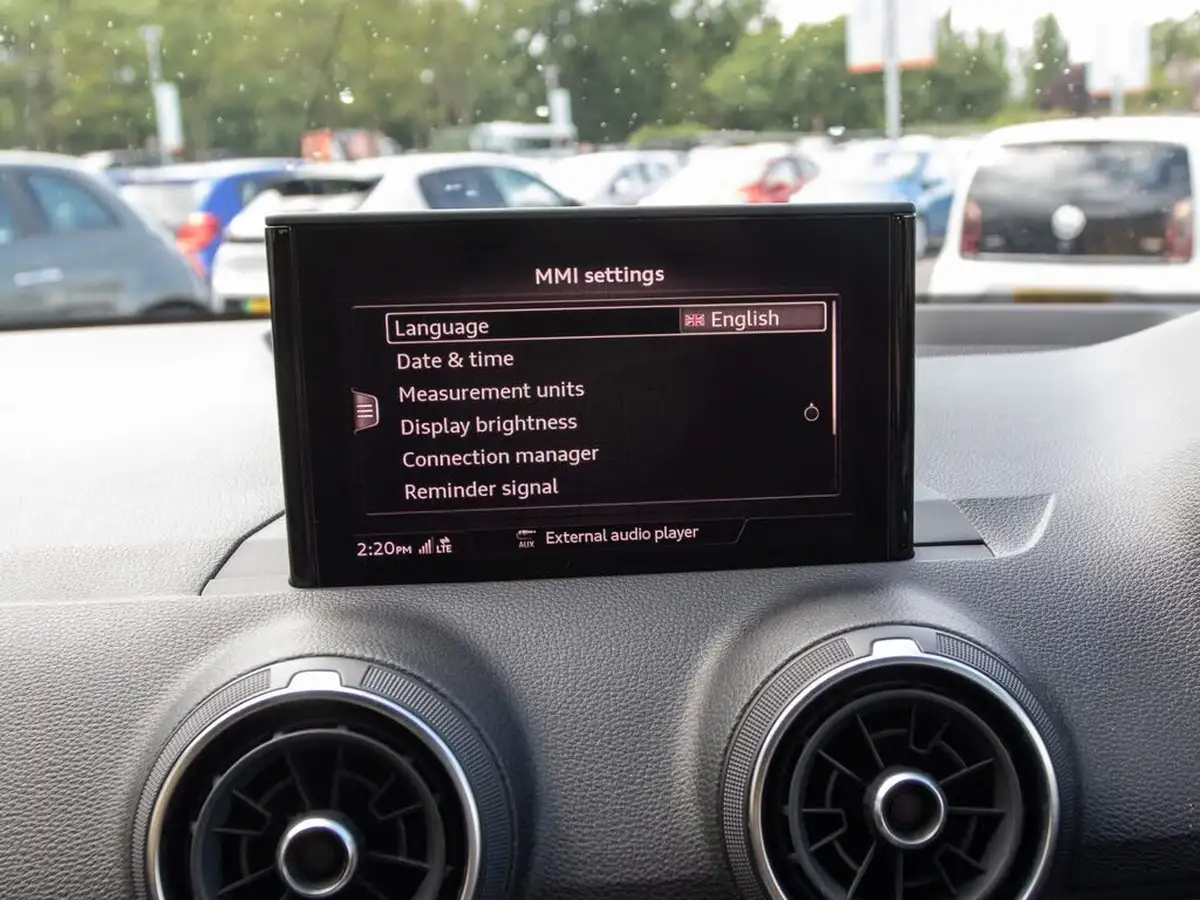 MMI settings
Language English
Date & time
Measurement units
Display brightness
Connection manager
Reminder signal
2:20PM LTE AUX External audio player